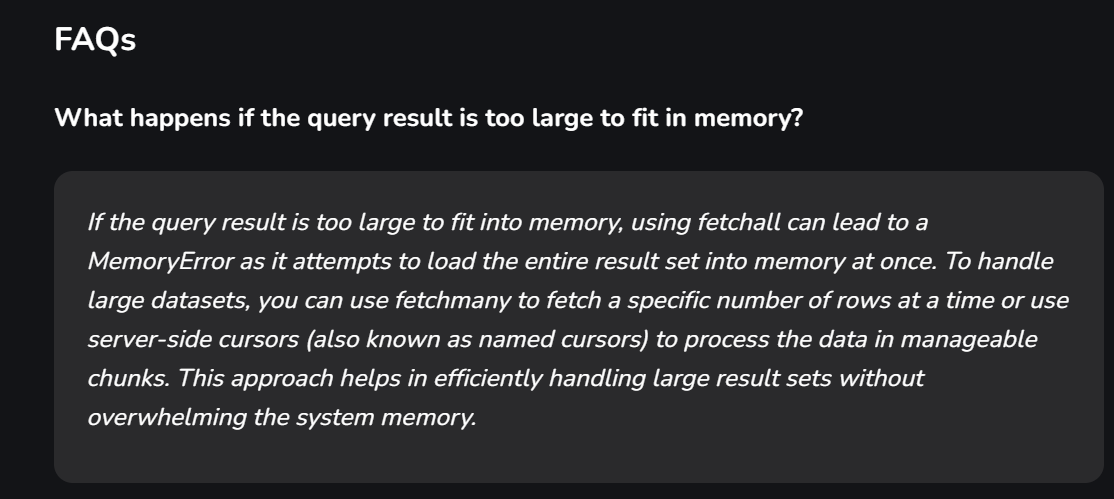 FAQs
What happens if the query result is too large to fit in memory?
If the query result is too large to fit into memory, using fetchall can lead to a
MemoryError as it attempts to load the entire result set into memory at once. To handle
large datasets, you can use fetchmany to fetch a specific number of rows at a time or use
server-side cursors (also known as named cursors) to process the data in manageable
chunks. This approach helps in efficiently handling large result sets without
overwhelming the system memory.